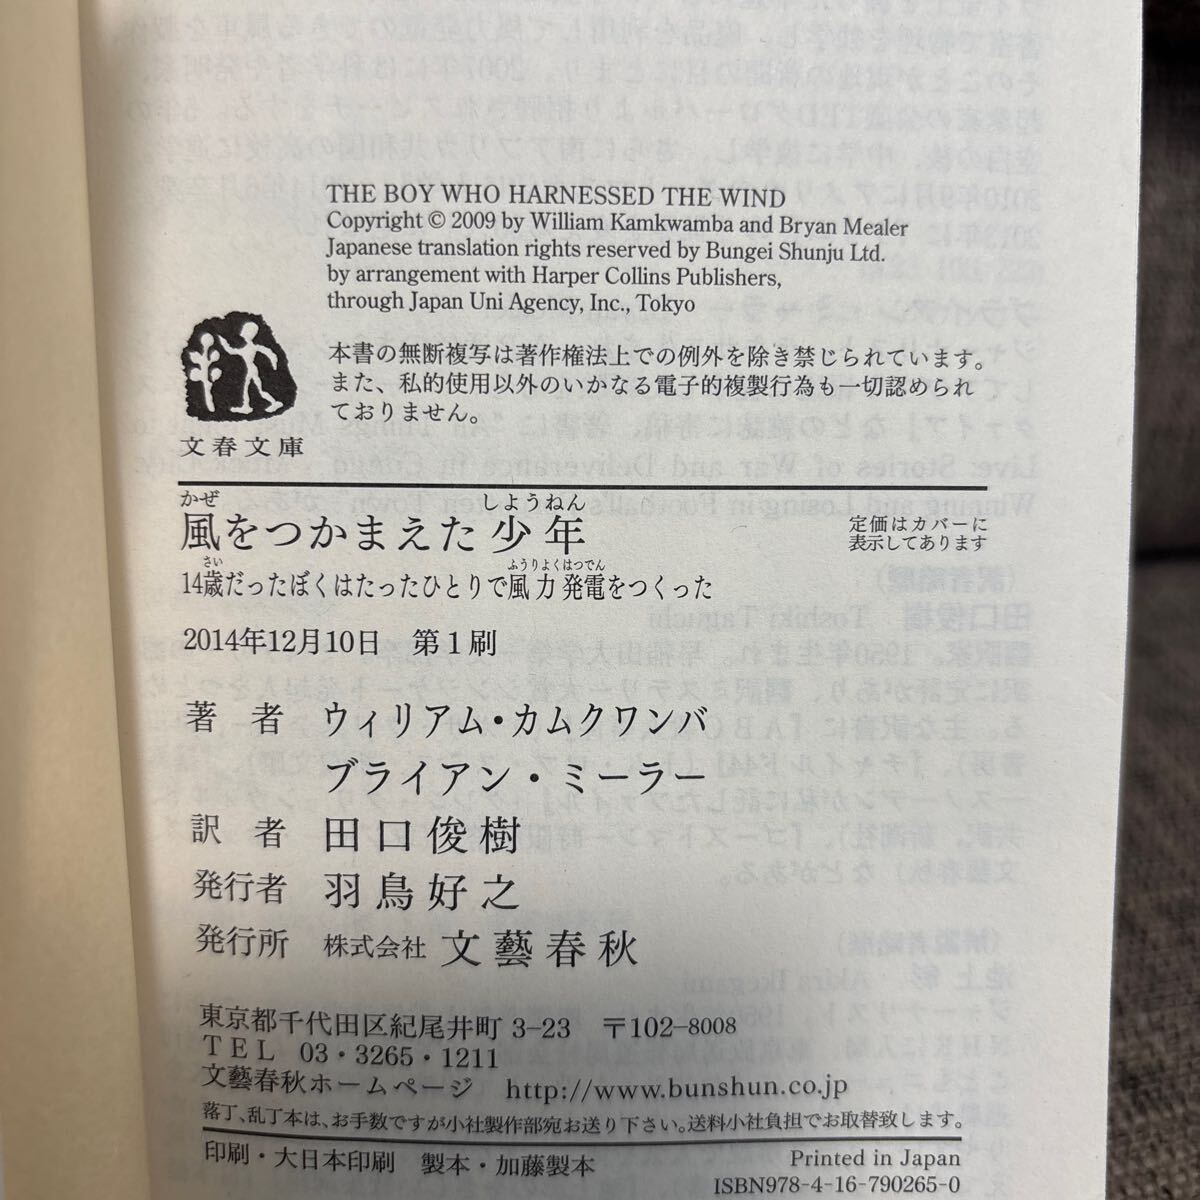 THE BOY WHO HARNESSED THE WIND
Copyright © 2009 by William Kamkwamba and Bryan Mealer
Japanese translation rights reserved by Bungei Shunju Ltd.
by arrangement with Harper Collins Publishers,
through Japan Uni Agency, Inc., Tokyo
本書の無断複写は著作権法上での例外を除き禁じられています。
また、私的使用以外のいかなる電子的複製行為も一切認められ
ておりません。
文春文庫
かぜ しようねん
風をつかまえた少年
定価はカバーに
表示してあります
さい ふうりよくはつでん
14歳だったぼくはたったひとりで風力発電をつくった
2014年12月10日 第1刷
著者 ウィリアム・カムクワンバ
ブライアン・ミーラー
訳者 田口俊樹
発行者 羽鳥好之
発行所 株式会社 文藝春秋
東京都千代田区紀尾井町 3-23 〒102-8008
TEL 03・3265・1211
文藝春秋ホームページ http://www.bunshun.co.jp
落丁、乱丁本は、お手数ですが小社製作部宛お送り下さい。送料小社負担でお取替致します。
印刷・大日本印刷 製本・加藤製本
Printed in Japan
ISBN978-4-16-790265-0